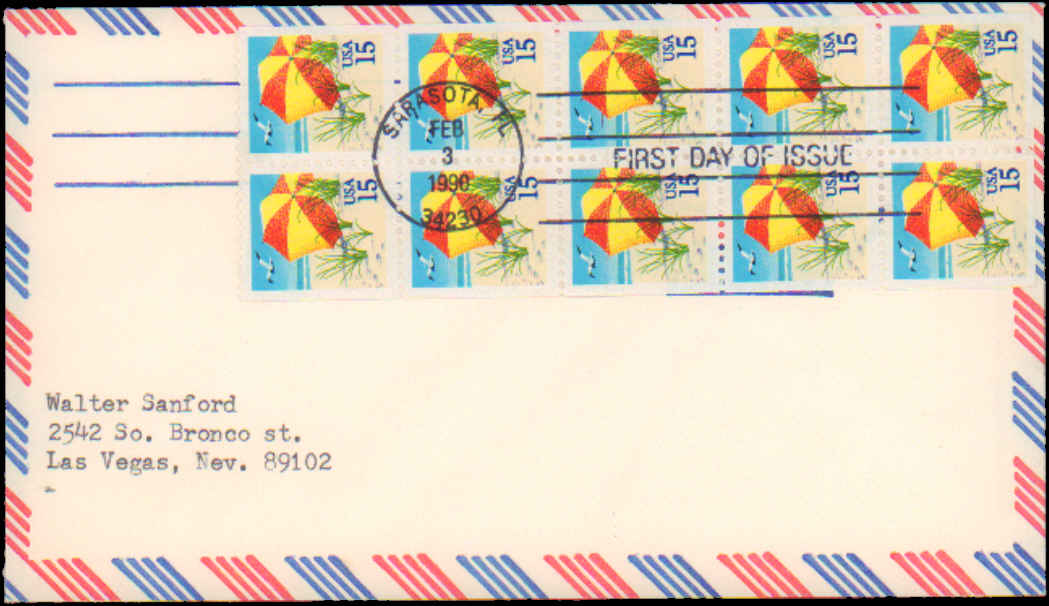 USA 15 USA 15 USA 15 USA 15 USA 15
SARASOTA, FL
FEB
3
1990
34230
FIRST DAY OF ISSUE
USA 15 USA 15 USA 15 USA 15 USA 15
Walter Sanford
2542 So. Bronco st.
Las Vegas, Nev. 89102